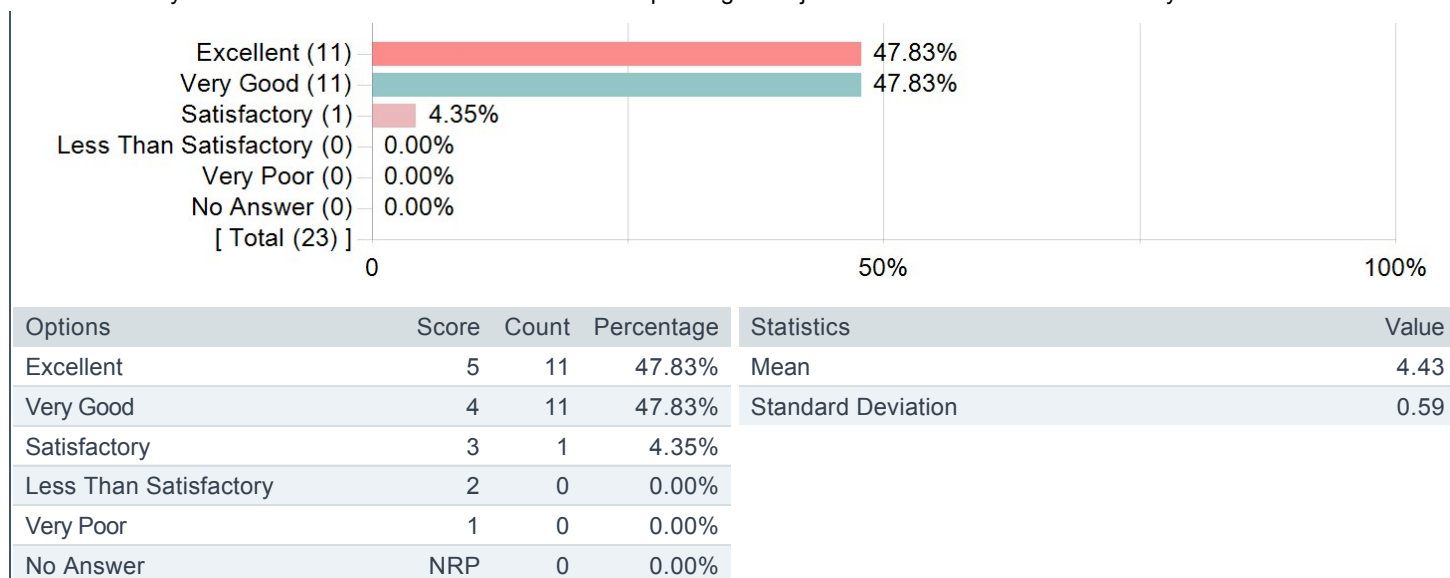 Excellent (11) 47.83%
Very Good (11) 47.83%
Satisfactory (1) 4.35%
Less Than Satisfactory (0) 0.00%
Very Poor (0) 0.00%
No Answer (0) 0.00%
[ Total (23) ]
0 50% 100%
Options Score Count Percentage Statistics Value
Excellent 5 11 47.83% Mean 4.43
Very Good 4 11 47.83% Standard Deviation 0.59
Satisfactory 3 1 4.35%
Less Than Satisfactory 2 0 0.00%
Very Poor 1 0 0.00%
No Answer NRP 0 0.00%